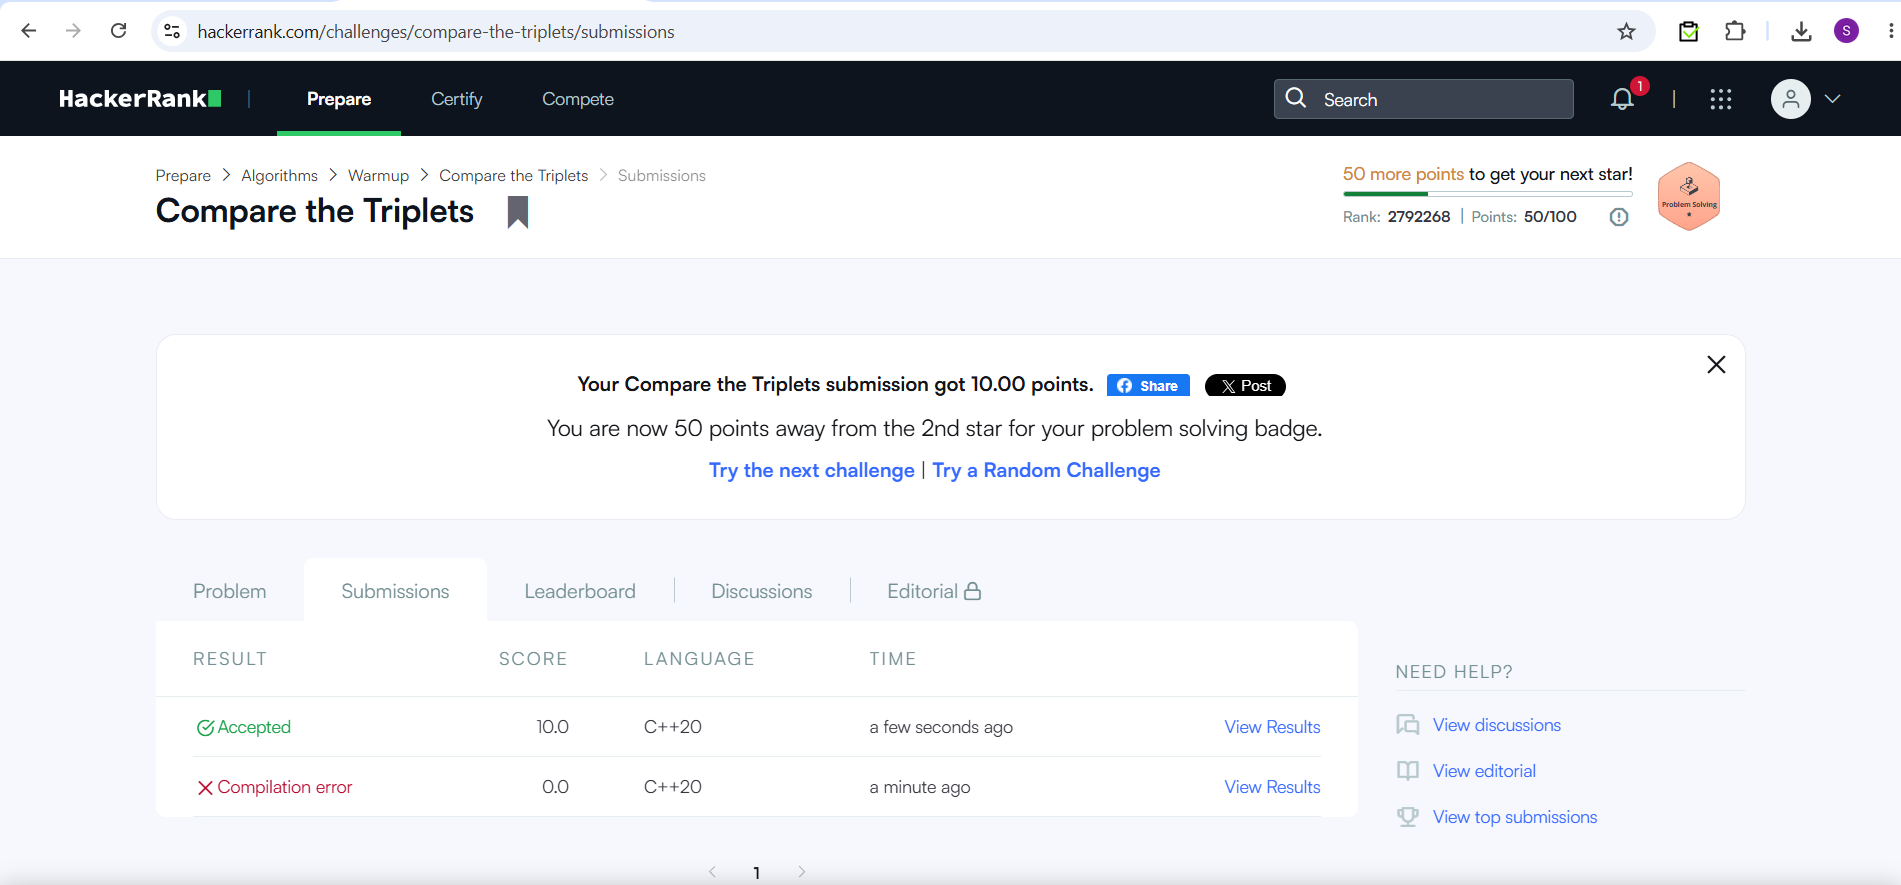 hackerrank.com/challenges/compare-the-triplets/submissions
S
HackerRank
Prepare
Certify
Compete
Search
1
Prepare > Algorithms > Warmup > Compare the Triplets > Submissions
Compare the Triplets
50 more points to get your next star!
Rank: 2792268 | Points: 50/100
Problem Solving
Your Compare the Triplets submission got 10.00 points. Share Post
You are now 50 points away from the 2nd star for your problem solving badge.
Try the next challenge | Try a Random Challenge
Problem Submissions Leaderboard Discussions Editorial
RESULT SCORE LANGUAGE TIME
Accepted 10.0 C++20 a few seconds ago View Results
Compilation error 0.0 C++20 a minute ago View Results
1
NEED HELP?
View discussions
View editorial
View top submissions